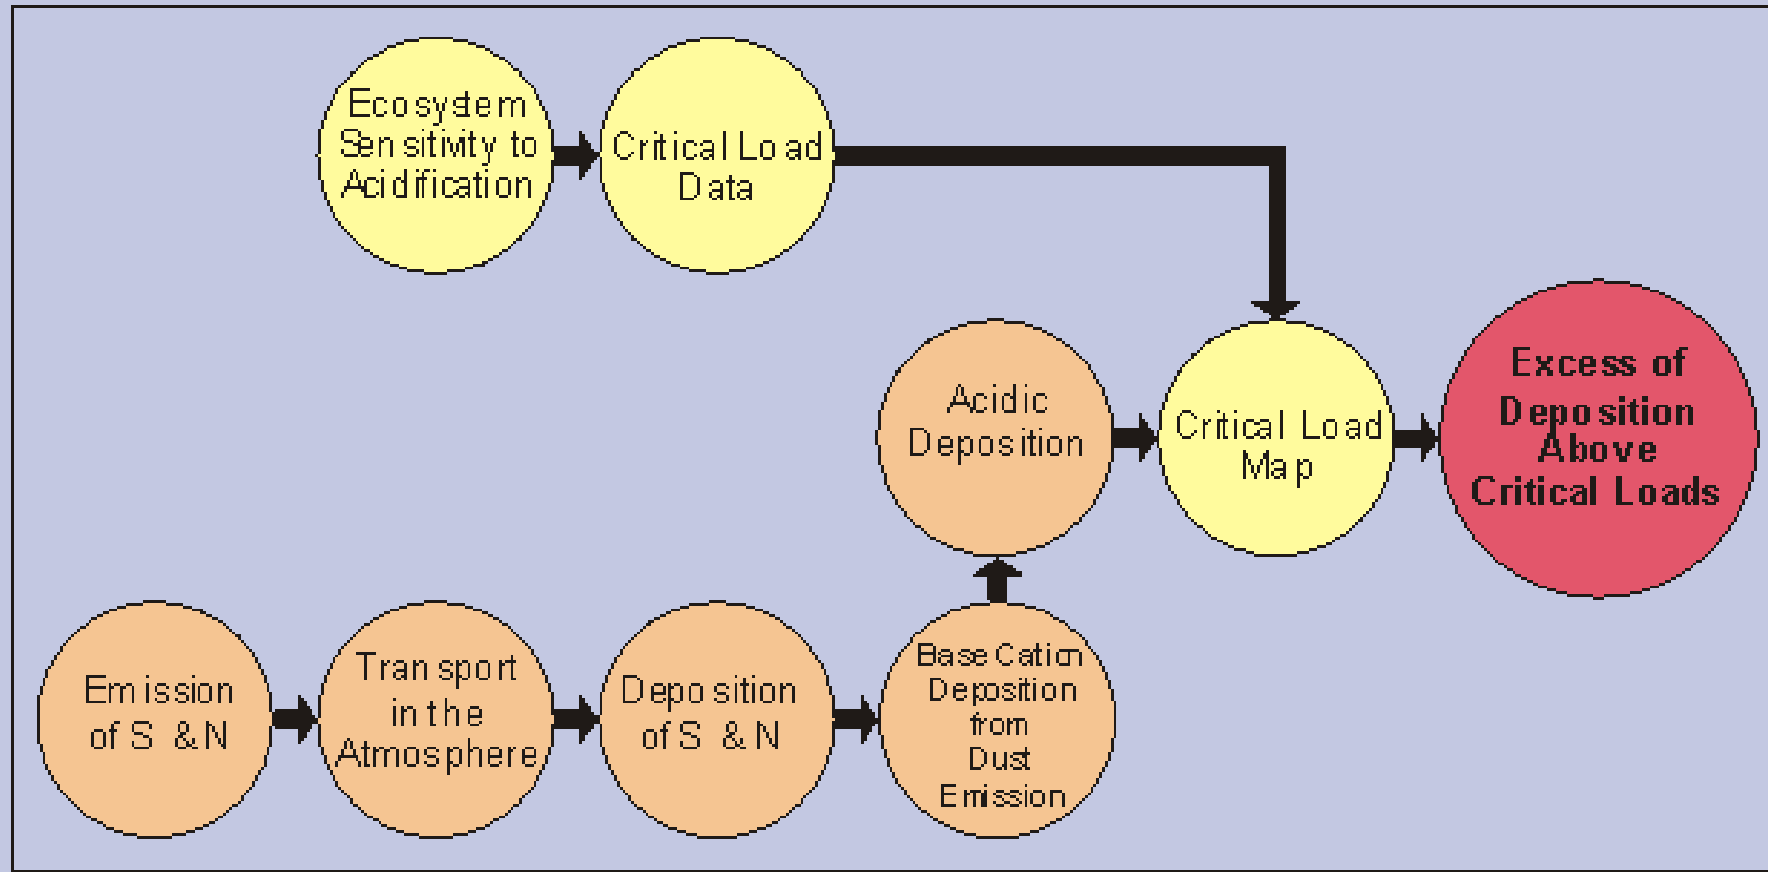 Ecosystem
Sensitivity to
Acidification
Critical Load
Data
Acidic
Deposition
Critical Load
Map
Excess of
Deposition
Above
Critical Loads
Emission
of S & N
Transport
in the
Atmosphere
Deposition
of S & N
Base Cation
Deposition
from
Dust
Emission